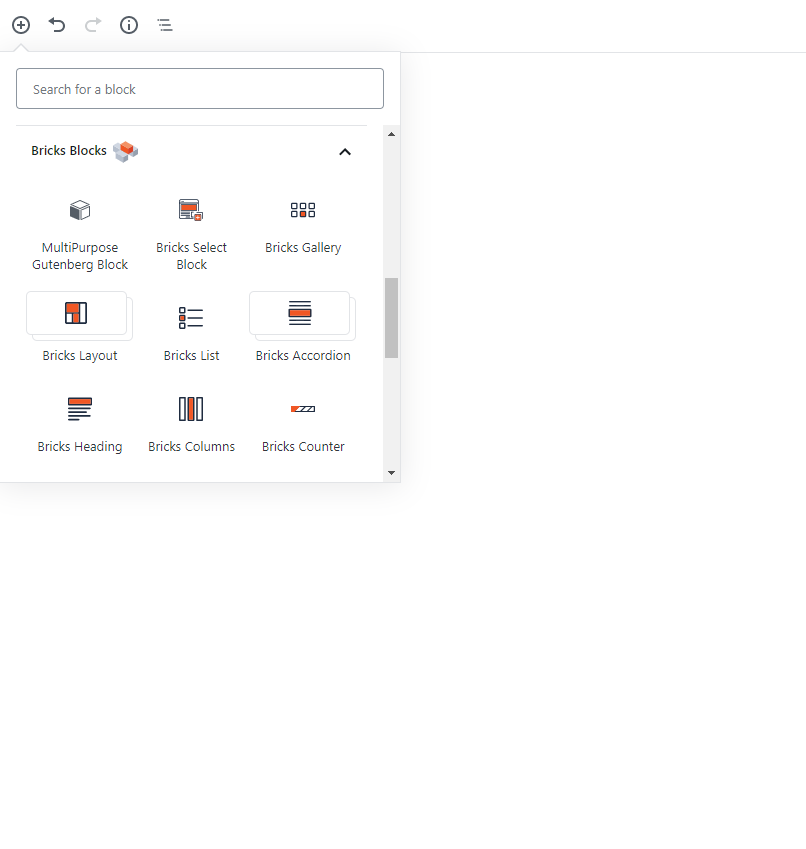 Search for a block
Bricks Blocks
MultiPurpose
Gutenberg Block
Bricks Select
Block
Bricks Gallery
Bricks Layout
Bricks List
Bricks Accordion
Bricks Heading
Bricks Columns
Bricks Counter